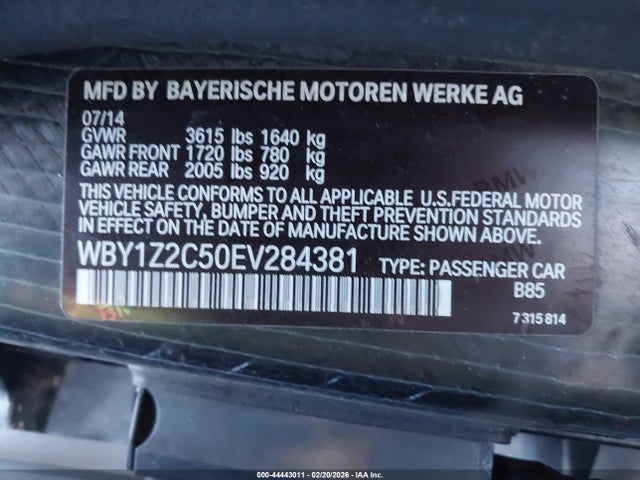 MFD BY BAYERISCHE MOTOREN WERKE AG
07/14
GVWR 3615 lbs 1640 kg
GAWR FRONT 1720 lbs 780 kg
GAWR REAR 2005 lbs 920 kg
THIS VEHICLE CONFORMS TO ALL APPLICABLE U.S.FEDERAL MOTOR
VEHICLE SAFETY, BUMPER AND THEFT PREVENTION STANDARDS
IN EFFECT ON THE DATE OF MANUFACTURE SHOWN ABOVE.
WBY1Z2C50EV284381 TYPE: PASSENGER CAR
B85
7 315 814
000-44443011 - 02/20/2026 - IAA Inc.